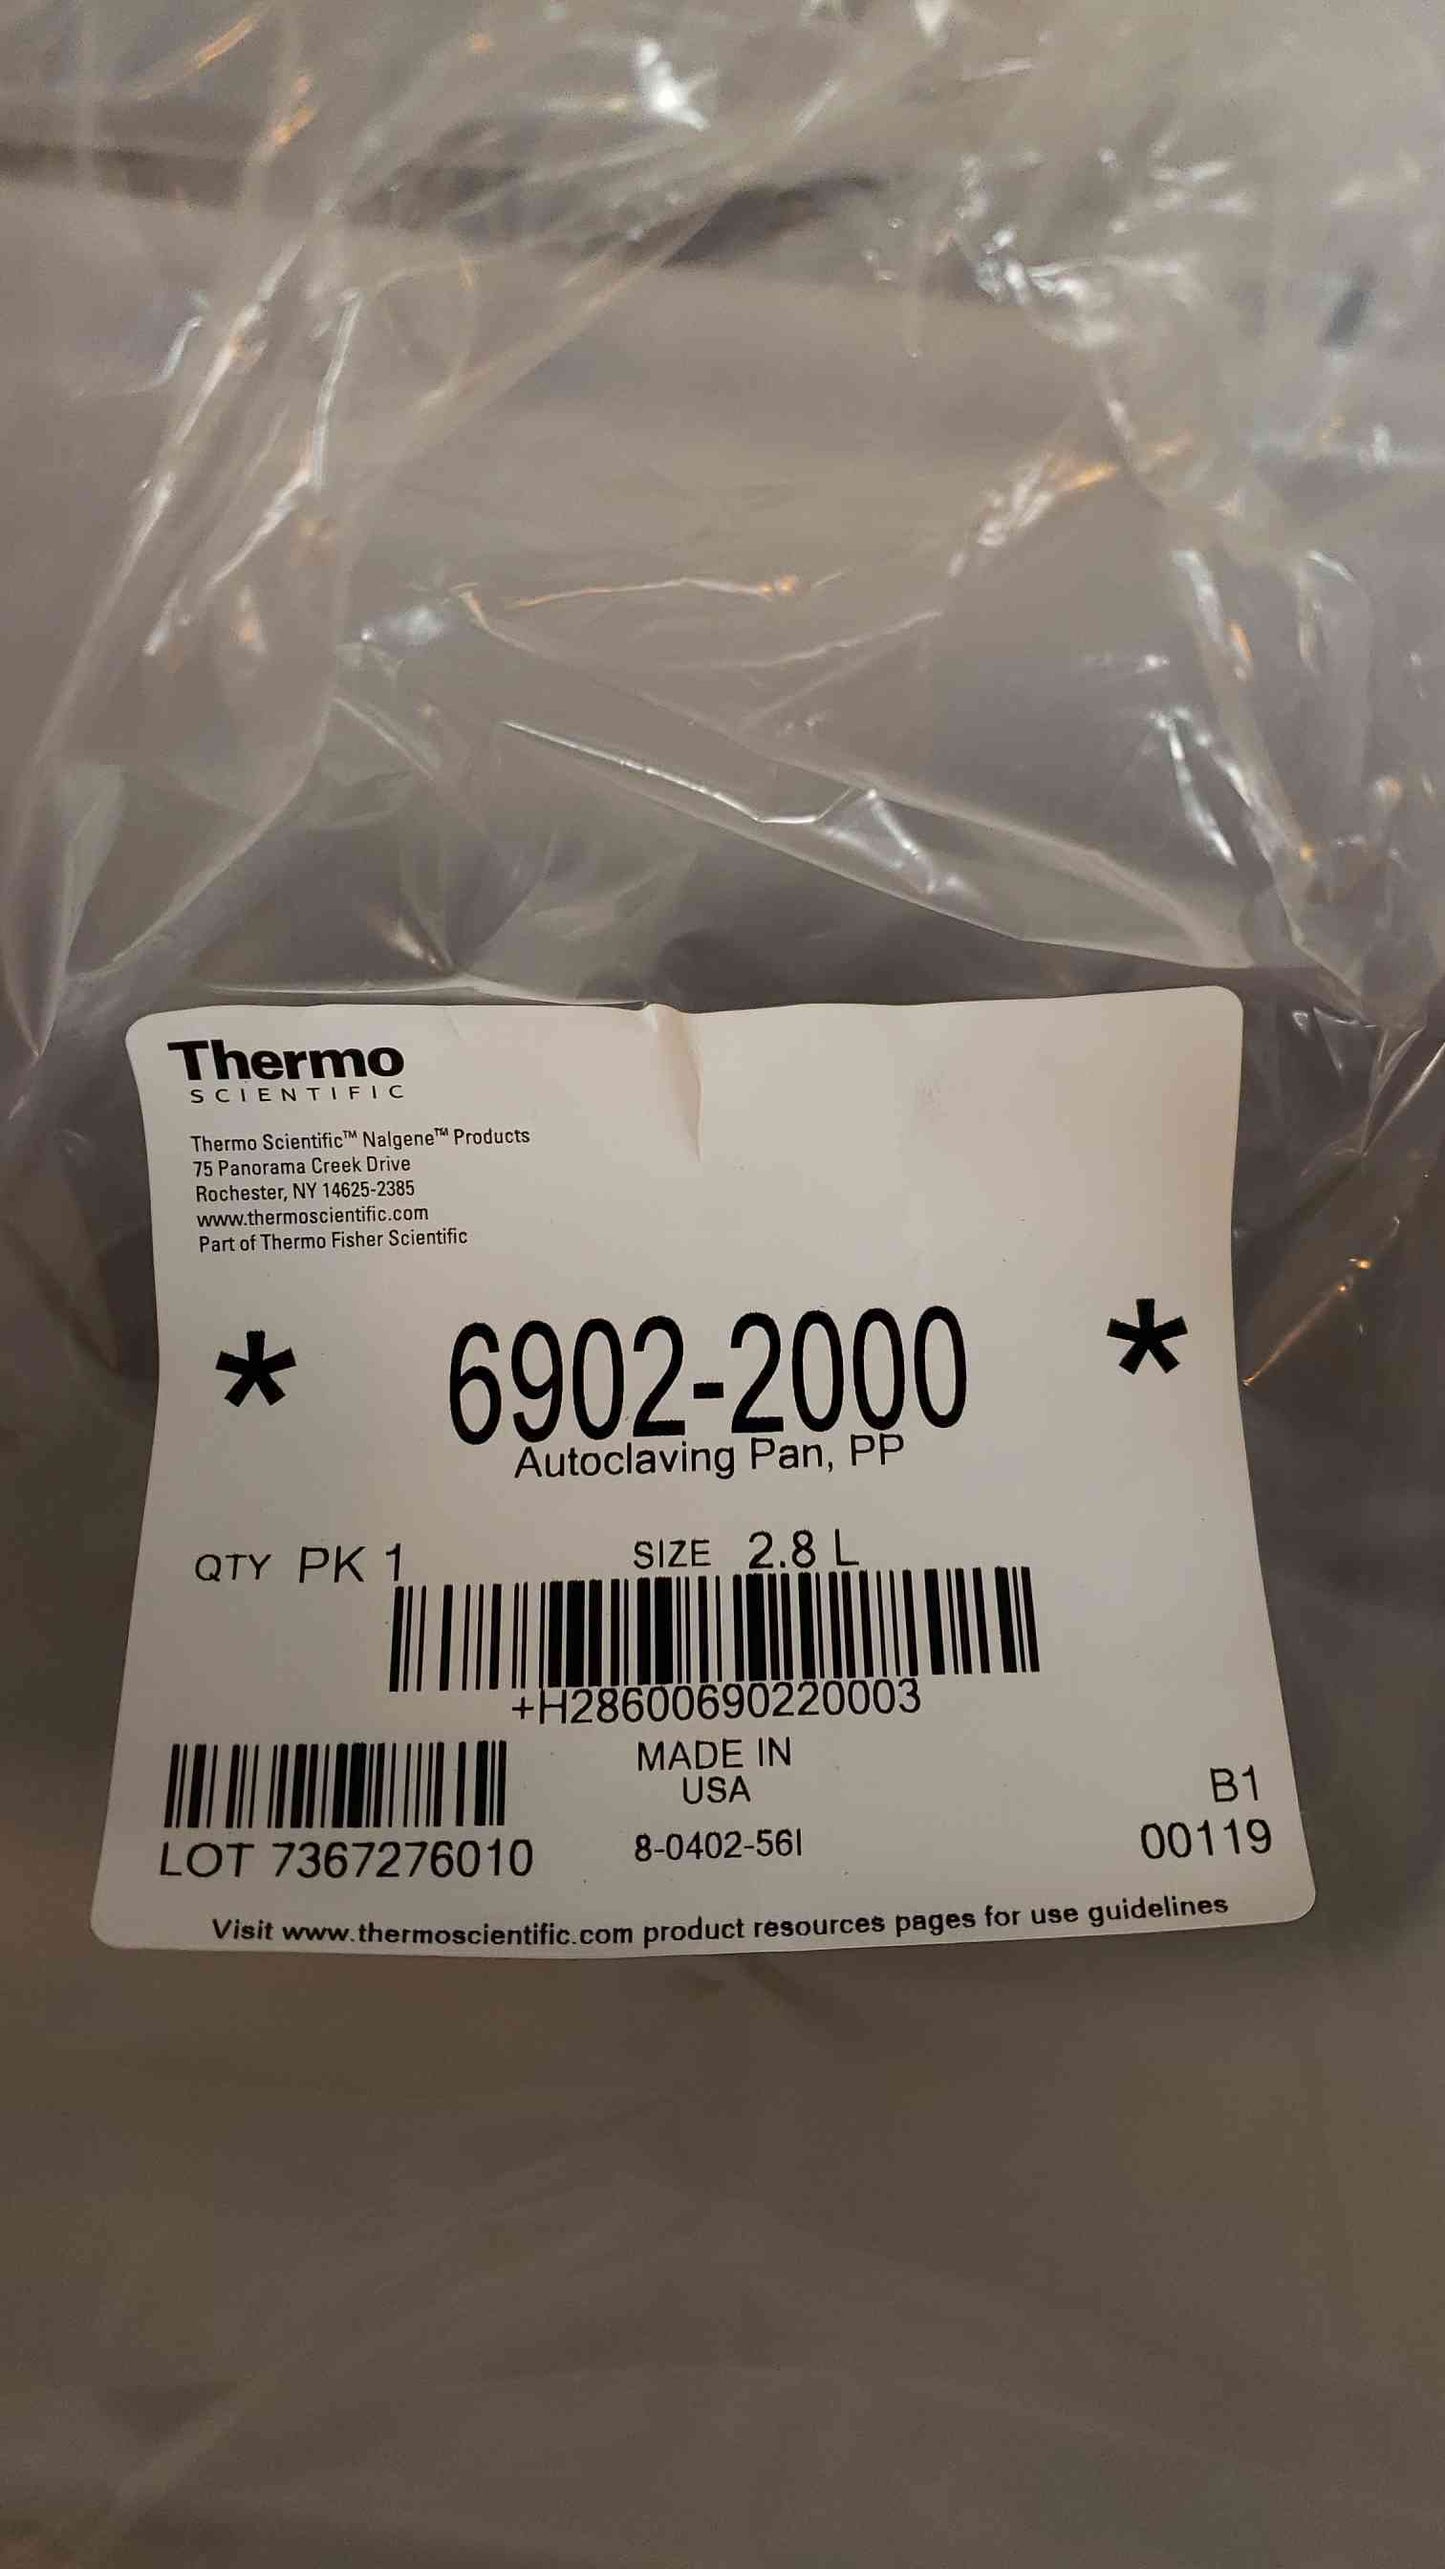 Thermo
SCIENTIFIC
Thermo Scientific™ Nalgene™ Products
75 Panorama Creek Drive
Rochester, NY 14625-2385
www.thermoscientific.com
Part of Thermo Fisher Scientific
* 6902-2000 *
Autoclaving Pan, PP
QTY PK 1 SIZE 2.8 L
+H28600690220003
MADE IN
USA
B1
LOT 7367276010 8-0402-56I 00119
Visit www.thermoscientific.com product resources pages for use guidelines